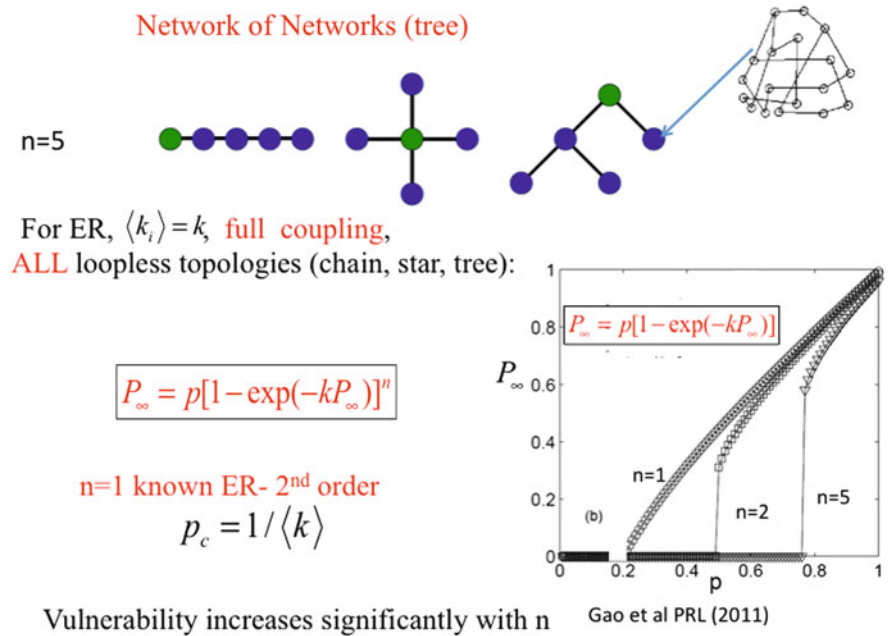 Network of Networks (tree)
n=5
For ER, ⟨k_i⟩ = k, full coupling,
ALL loopless topologies (chain, star, tree):
P_∞ = p[1−exp(−kP_∞)]^n
n=1 known ER- 2nd order
p_c = 1/⟨k⟩
P_∞ = p[1−exp(−kP_∞)]
P_∞
1
0.8
0.6
0.4
0.2
0
n=1
n=2
n=5
(b)
0 0.2 0.4 0.6 0.8 1
p
Vulnerability increases significantly with n
Gao et al PRL (2011)